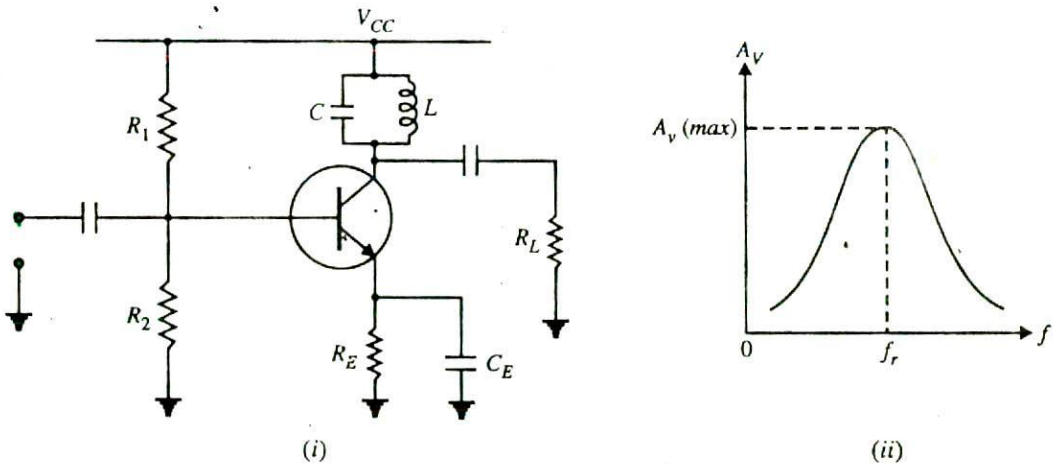 V_CC
C
L
R_1
R_L
R_2
R_E
C_E
(i)
A_V
A_v (max)
0
f_r
f
(ii)